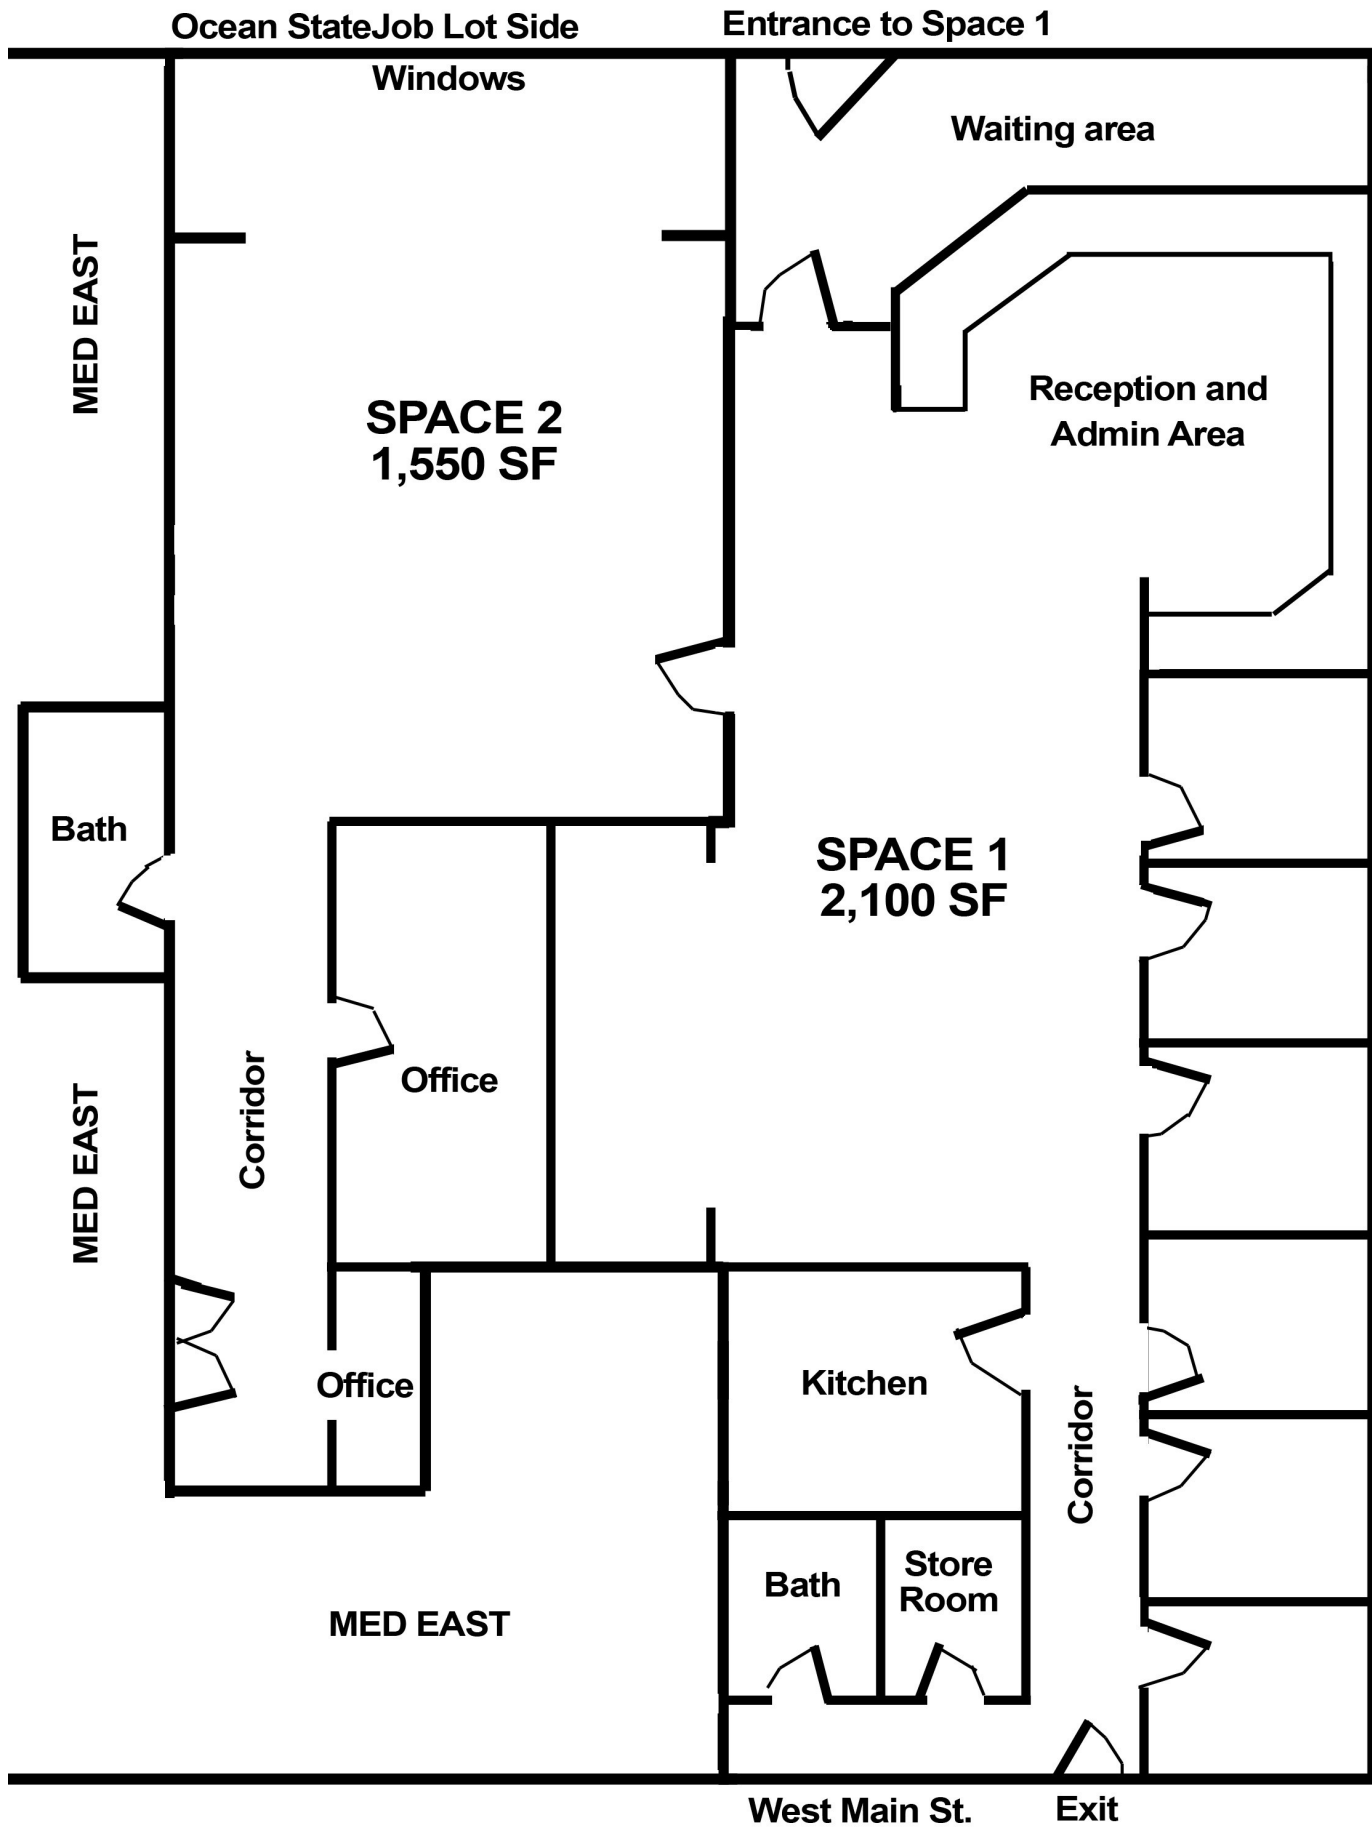 Ocean StateJob Lot Side
Entrance to Space 1
Windows
Waiting area
MED EAST
SPACE 2
1,550 SF
Reception and
Admin Area
Bath
SPACE 1
2,100 SF
Corridor
Office
MED EAST
Office
Kitchen
Corridor
Bath
Store
Room
MED EAST
West Main St.
Exit